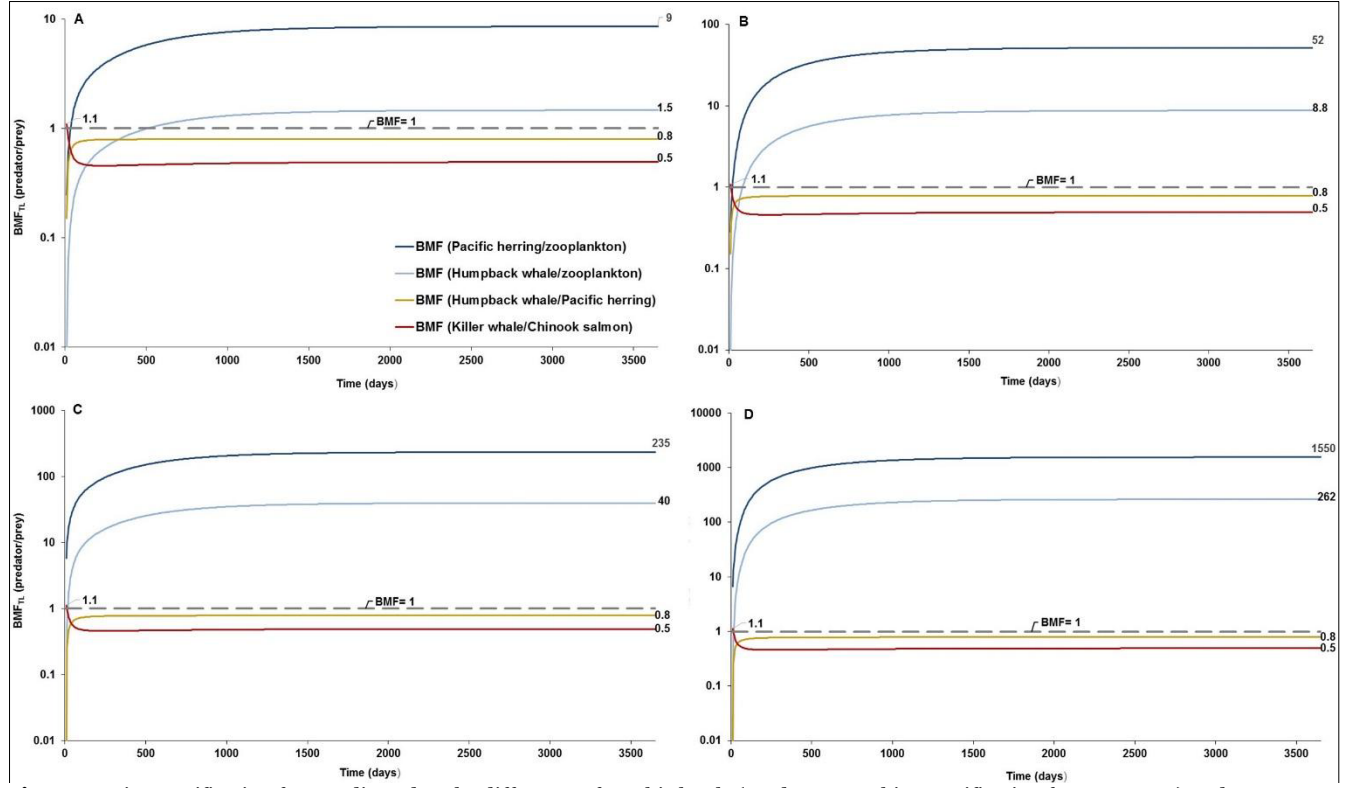 A
10
1
0.1
0.01
BMF_TL (predator/prey)
9
1.5
1.1
BMF= 1
0.8
0.5
BMF (Pacific herring/zooplankton)
BMF (Humpback whale/zooplankton)
BMF (Humpback whale/Pacific herring)
BMF (Killer whale/Chinook salmon)
0 500 1000 1500 2000 2500 3000 3500
Time (days)
B
100
10
1
0.1
0.01
52
8.8
1.1
BMF= 1
0.8
0.5
0 500 1000 1500 2000 2500 3000 3500
Time (days)
C
1000
100
10
1
0.1
0.01
BMF_TL (predator/prey)
235
40
1.1
BMF= 1
0.8
0.5
0 500 1000 1500 2000 2500 3000 3500
Time (days)
D
10000
1000
100
10
1
0.1
0.01
1550
262
1.1
BMF= 1
0.8
0.5
0 500 1000 1500 2000 2500 3000 3500
Time (days)